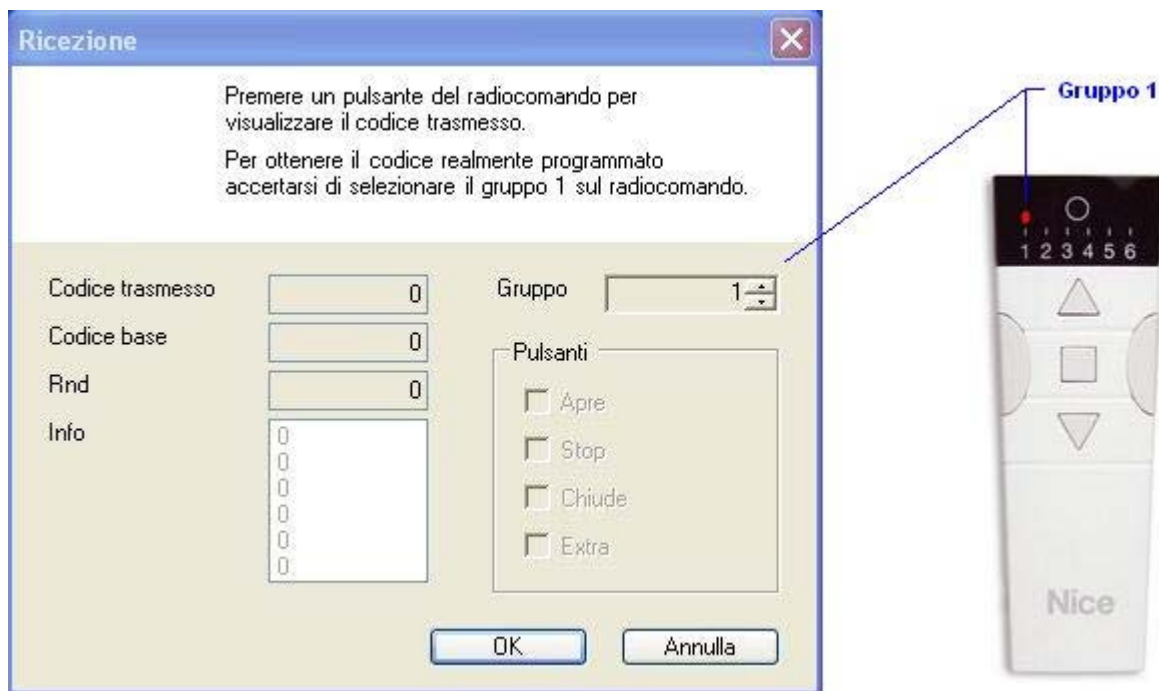 Ricezione
Premere un pulsante del radiocomando per
visualizzare il codice trasmesso.
Per ottenere il codice realmente programmato
accertarsi di selezionare il gruppo 1 sul radiocomando.
Codice trasmesso 0
Codice base 0
Rnd 0
Info
0
0
0
0
0
0
Gruppo 1
Pulsanti
Apre
Stop
Chiude
Extra
OK Annulla
Gruppo 1
1 2 3 4 5 6
Nice